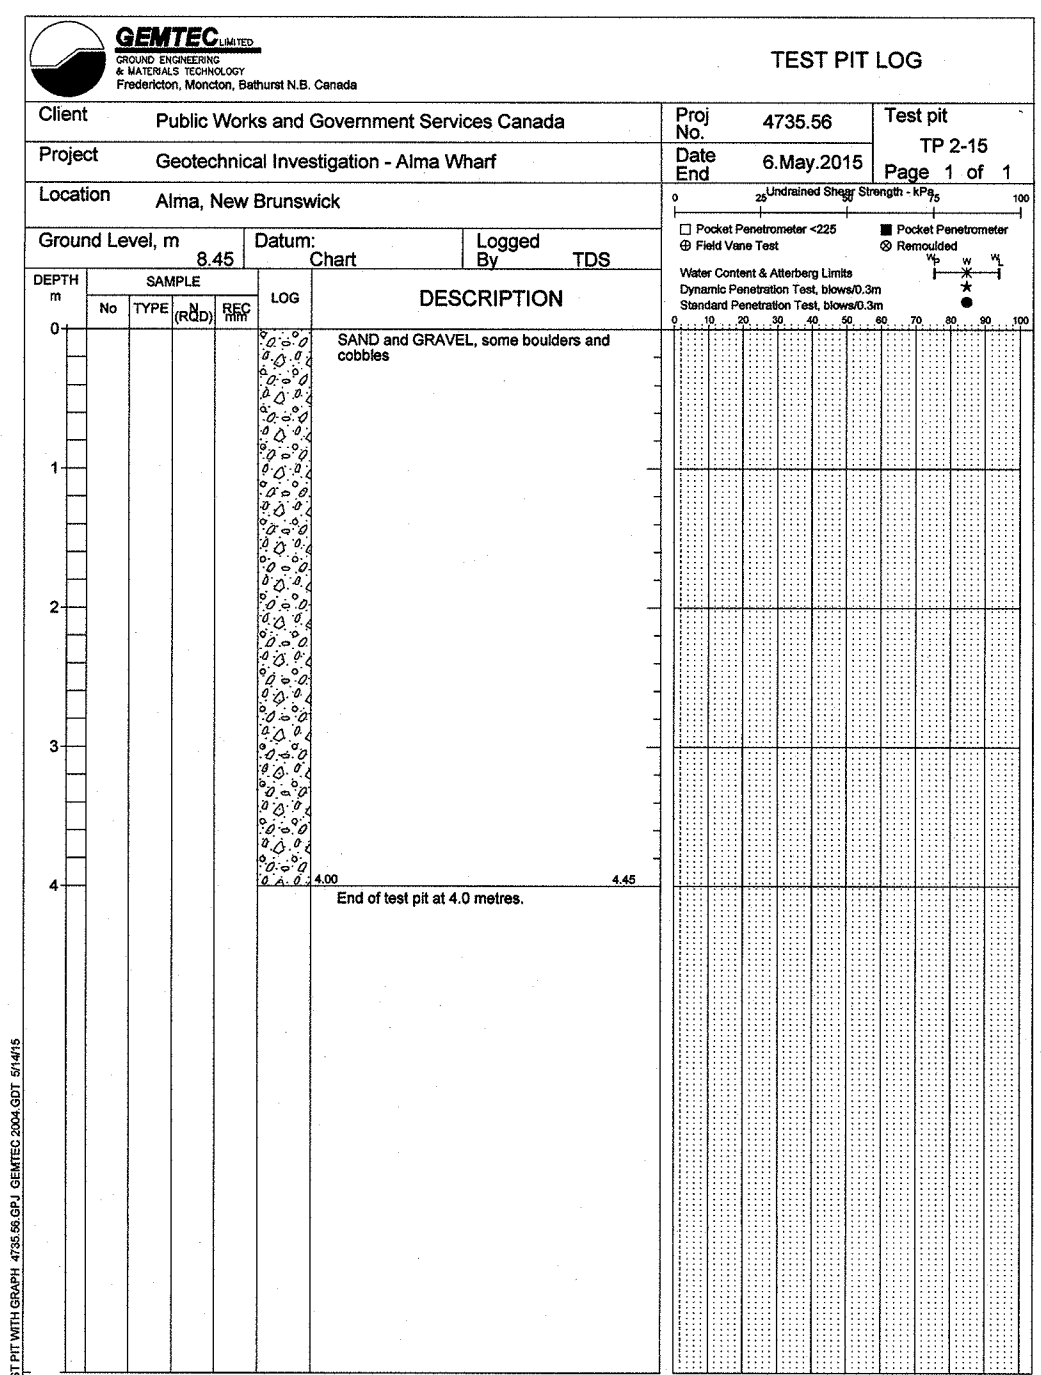 GEMTEC LIMITED
GROUND ENGINEERING
& MATERIALS TECHNOLOGY
Fredericton, Moncton, Bathurst N.B. Canada
TEST PIT LOG
Client
Public Works and Government Services Canada
Proj No.
4735.56
Test pit
TP 2-15
Project
Geotechnical Investigation - Alma Wharf
Date End
6.May.2015
Page 1 of 1
Location
Alma, New Brunswick
Undrained Shear Strength - kPa
0 25 50 75 100
Pocket Penetrometer <225
Pocket Penetrometer
Field Vane Test
Remoulded
Ground Level, m
8.45
Datum:
Chart
Logged By
TDS
Wp W WL
Water Content & Atterberg Limits
Dynamic Penetration Test, blows/0.3m
Standard Penetration Test, blows/0.3m
0 10 20 30 40 50 60 70 80 90 100
DEPTH m
SAMPLE
No TYPE N (RQD) REC mm
LOG
DESCRIPTION
0
SAND and GRAVEL, some boulders and
cobbles
1
2
3
4
4.00 4.45
End of test pit at 4.0 metres.
ST PIT WITH GRAPH 4735.56.GPJ GEMTEC 2004.GDT 5/14/15